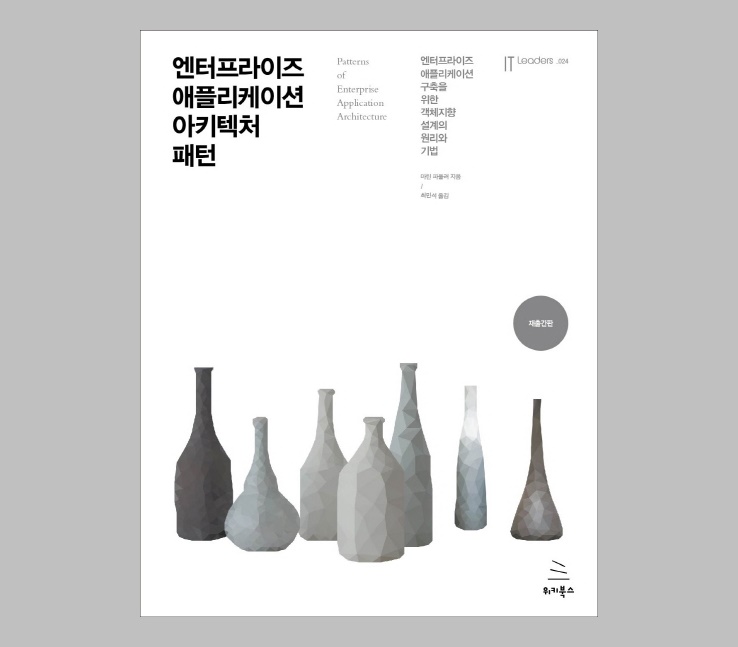 엔터프라이즈
애플리케이션
아키텍처
패턴
Patterns
of
Enterprise
Application
Architecture
엔터프라이즈
애플리케이션
구축을
위한
객체지향
설계의
원리와
기법
마틴 파울러 지음
/
최민석 옮김
IT Leaders .024
재출간판
위키북스